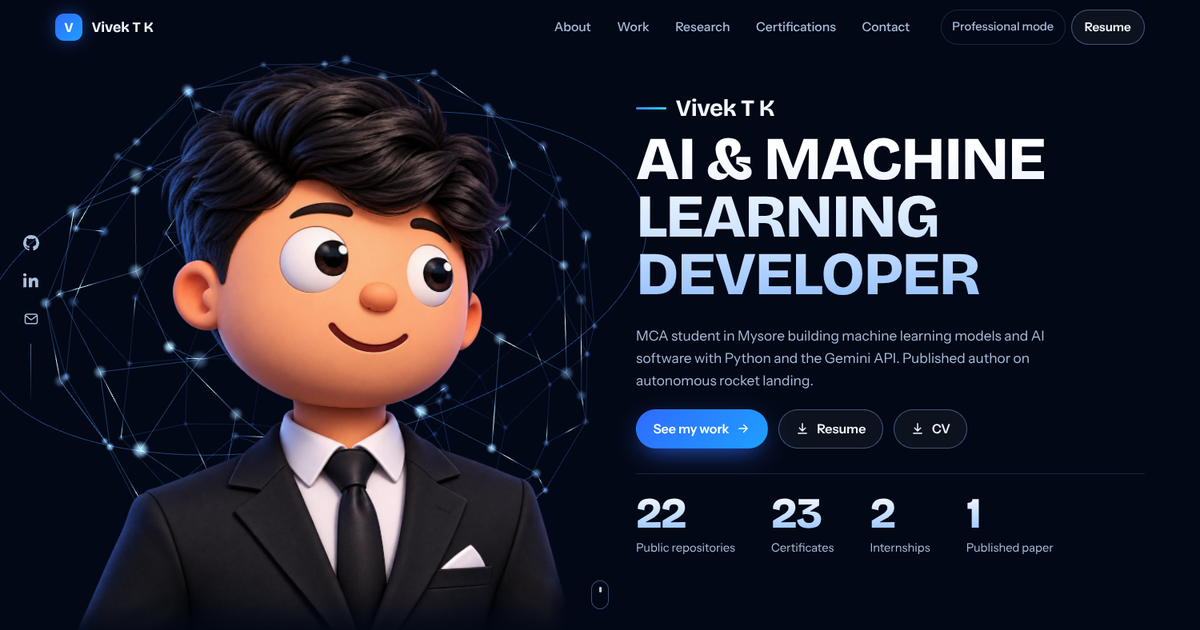 V
Vivek T K
About
Work
Research
Certifications
Contact
Professional mode
Resume
Vivek T K
AI & MACHINE
LEARNING
DEVELOPER
MCA student in Mysore building machine learning models and AI
software with Python and the Gemini API. Published author on
autonomous rocket landing.
See my work
Resume
CV
22
Public repositories
23
Certificates
2
Internships
1
Published paper
in